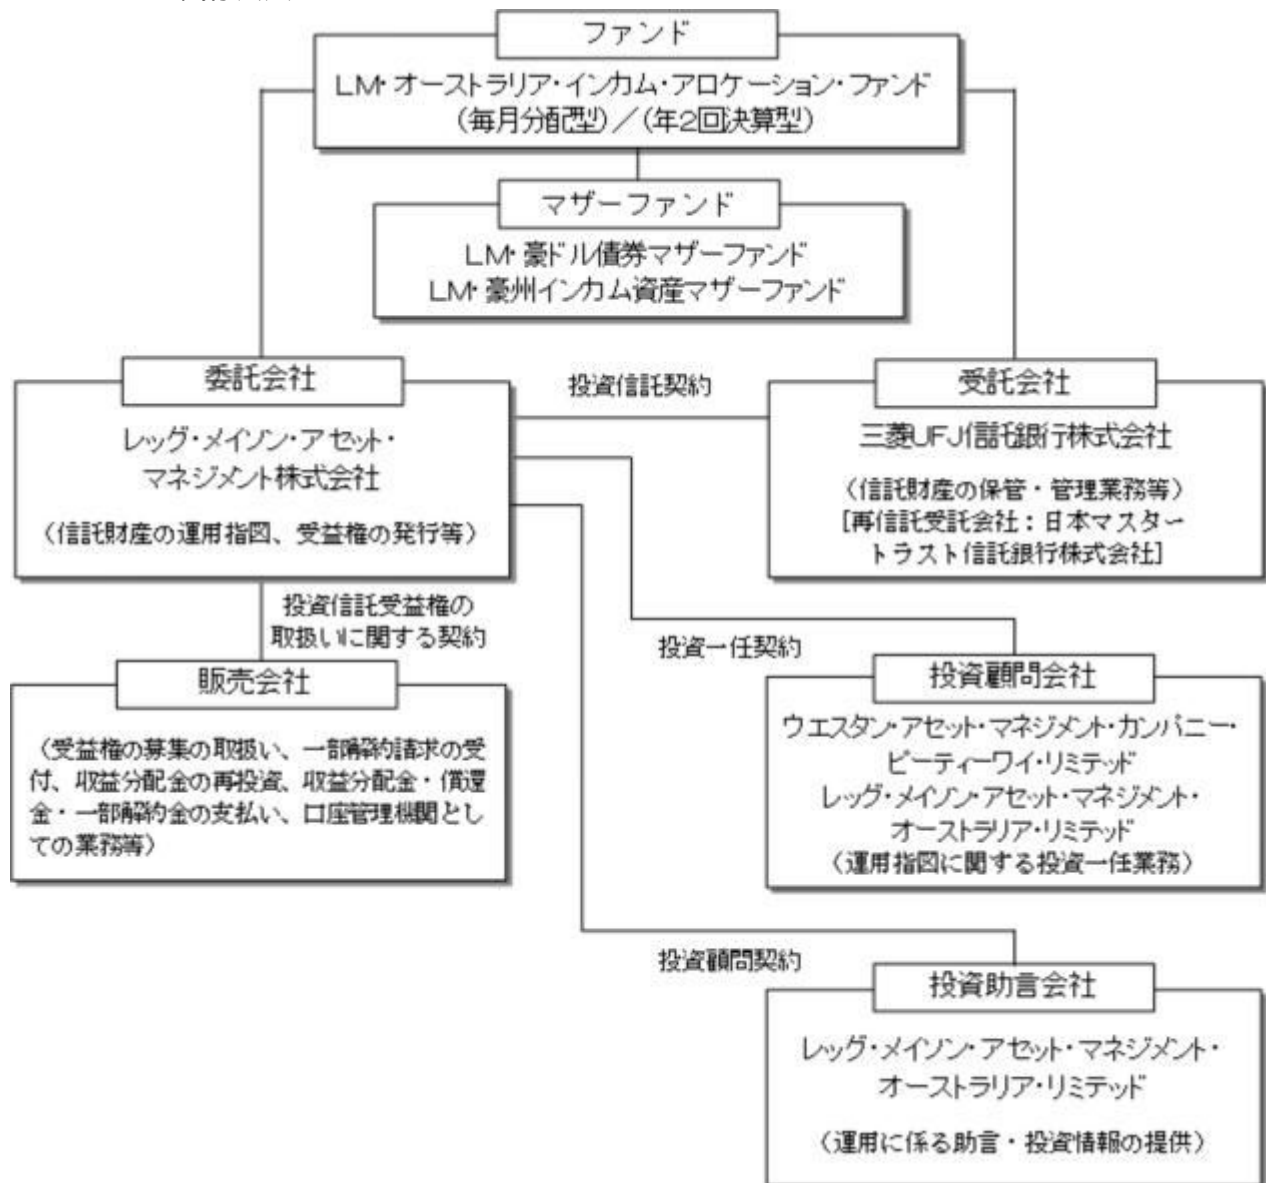 ファンド
LM・オーストラリア・インカム・アロケーション・ファンド
(毎月分配型)／(年2回決算型)
マザーファンド
LM・豪ドル債券マザーファンド
LM・豪州インカム資産マザーファンド
委託会社
レッグ・メイソン・アセット・
マネジメント株式会社
(信託財産の運用指図、受益権の発行等)
投資信託契約
受託会社
三菱UFJ信託銀行株式会社
(信託財産の保管・管理業務等)
[再信託受託会社：日本マスター
トラスト信託銀行株式会社]
投資信託受益権の
取扱いに関する契約
販売会社
(受益権の募集の取扱い、一部解約請求の受
付、収益分配金の再投資、収益分配金・償還
金・一部解約金の支払い、口座管理機関とし
ての業務等)
投資一任契約
投資顧問会社
ウエスタン・アセット・マネジメント・カンパニー・
ピーティーワイ・リミテッド
レッグ・メイソン・アセット・マネジメント・
オーストラリア・リミテッド
(運用指図に関する投資一任業務)
投資顧問契約
投資助言会社
レッグ・メイソン・アセット・マネジメント・
オーストラリア・リミテッド
(運用に係る助言・投資情報の提供)